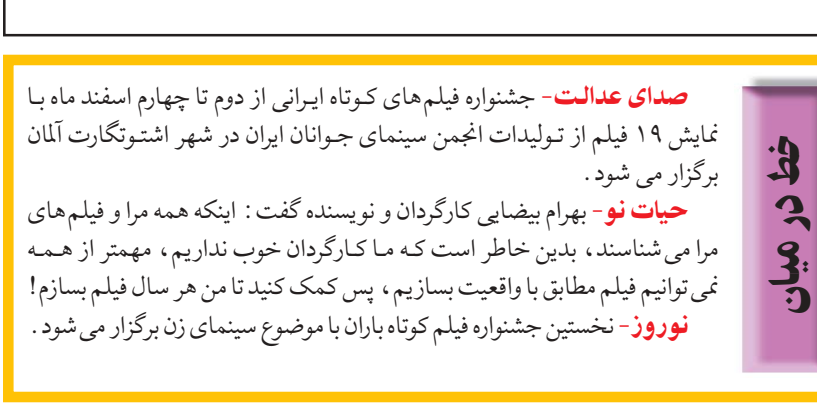 خط در میان
صدای عدالت- جشنواره فیلم‌های کوتاه ایرانی از دوم تا چهارم اسفند ماه با
نمایش ۱۹ فیلم از تولیدات انجمن سینمای جوانان ایران در شهر اشتوتگارت آلمان
برگزار می شود.
حیات نو- بهرام بیضایی کارگردان و نویسنده گفت: اینکه همه مرا و فیلم‌های
مرا می‌شناسند، بدین خاطر است که ما کارگردان خوب نداریم، مهمتر از همه
نمی توانیم فیلم مطابق با واقعیت بسازیم، پس کمک کنید تا من هر سال فیلم بسازم!
نوروز- نخستین جشنواره فیلم کوتاه باران با موضوع سینمای زن برگزار می شود.